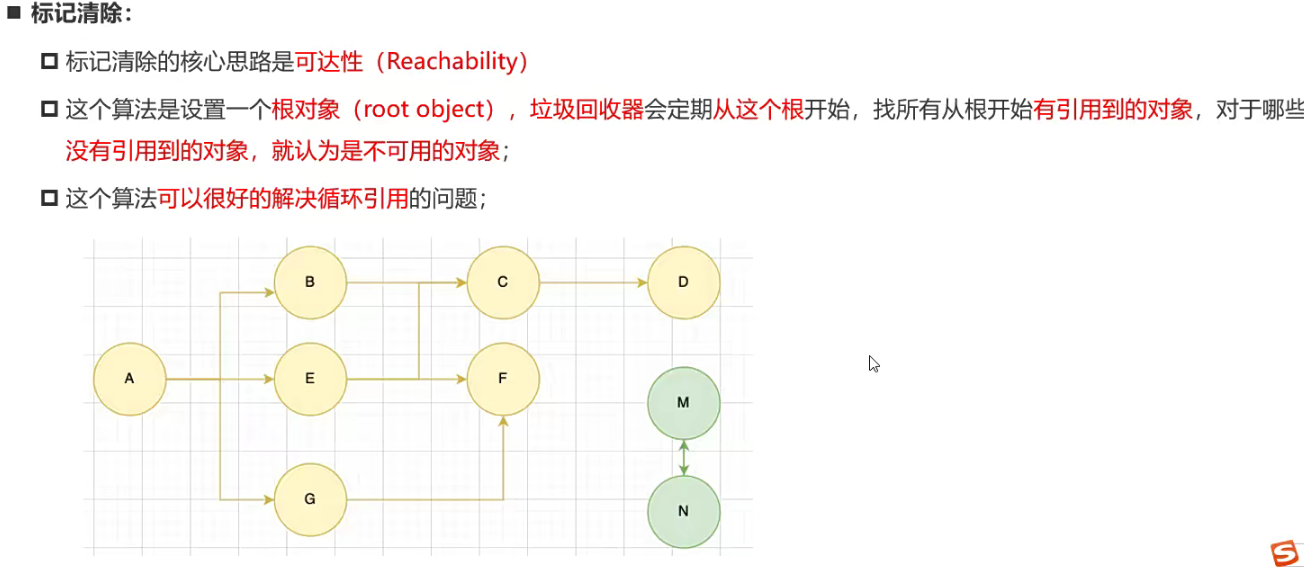 标记清除：
标记清除的核心思路是可达性（Reachability）
这个算法是设置一个根对象（root object），垃圾回收器会定期从这个根开始，找所有从根开始有引用到的对象，对于哪些
没有引用到的对象，就认为是不可用的对象；
这个算法可以很好的解决循环引用的问题；
B C D
A E F
M
G N
S